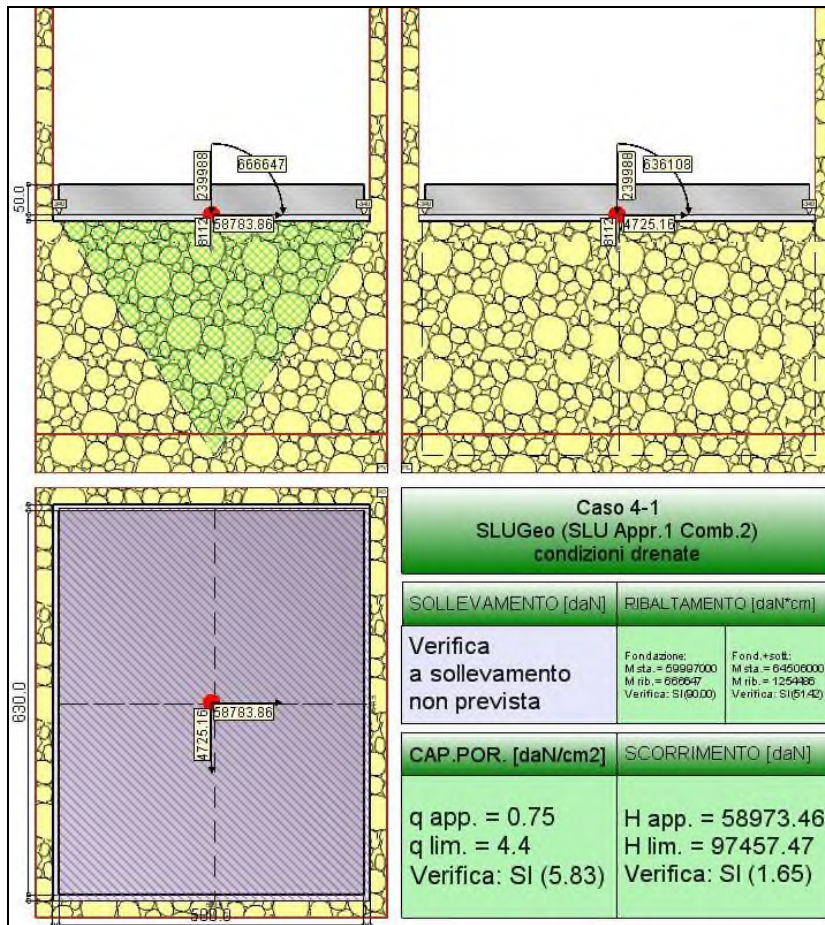 239988
666647
50.0
58783.86
8112
239988
636108
4725.16
8112
Caso 4-1
SLUGeo (SLU Appr.1 Comb.2)
condizioni drenate
SOLLEVAMENTO [daN]
RIBALTAMENTO [daN*cm]
Verifica
a sollevamento
non prevista
Fondazione:
M sta. = 59997000
M rib. = 666647
Verifica: SI(90.00)
Fond.+sott.:
M sta. = 64506000
M rib. = 1254486
Verifica: SI(51.42)
630.0
58783.86
4725.16
500.0
CAP.POR. [daN/cm2]
SCORRIMENTO [daN]
q app. = 0.75
q lim. = 4.4
Verifica: SI (5.83)
H app. = 58973.46
H lim. = 97457.47
Verifica: SI (1.65)